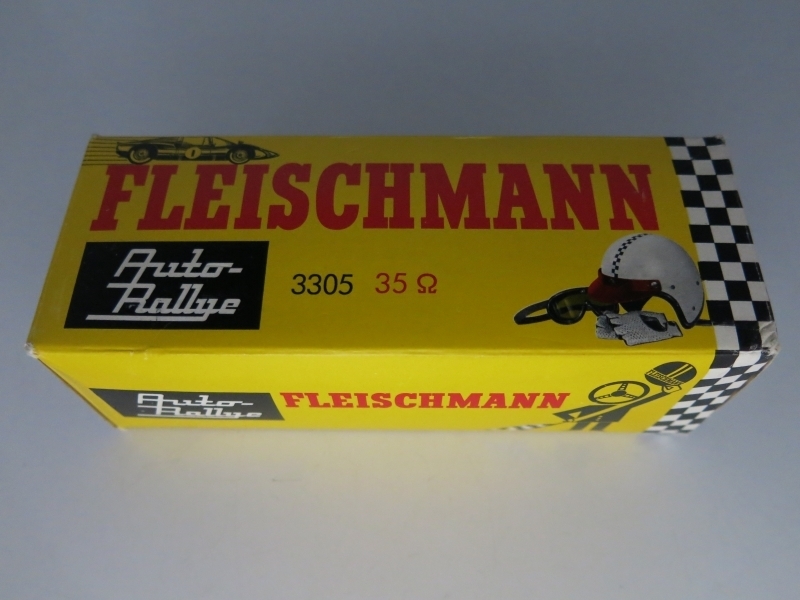 FLEISCHMANN
Auto-
Rallye
3305 35 Ω
Auto-
Rallye
FLEISCHMANN